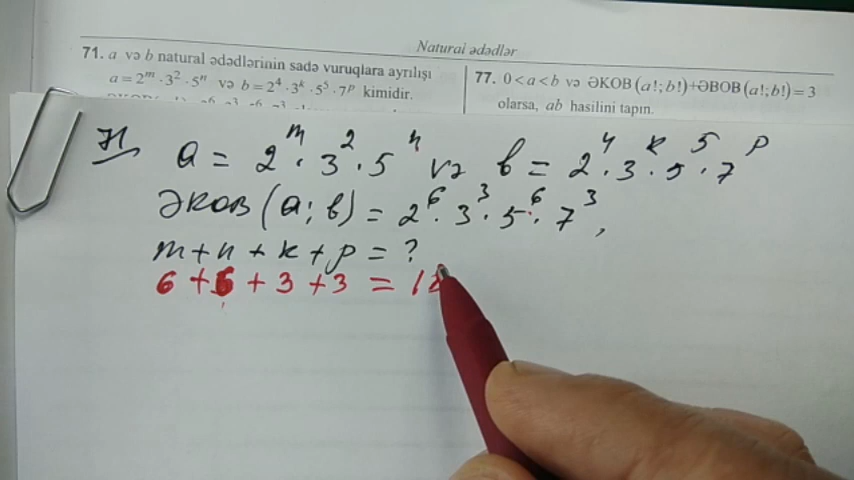 Natural ədədlər
71. a və b natural ədədlərinin sadə vuruqlara ayrılışı
a = 2^m · 3^2 · 5^n və b = 2^4 · 3^k · 5^5 · 7^p kimidir.
77. 0 < a < b və ƏKOB(a!; b!)+ƏBOB(a!; b!) = 3
olarsa, ab hasilini tapın.
71 a = 2^m · 3^2 · 5^n və b = 2^4 · 3^k · 5^5 · 7^p
ƏKOB (a; b) = 2^6 · 3^3 · 5^6 · 7^3 ,
m + n + k + p = ?
6 + 6 + 3 + 3 = 18